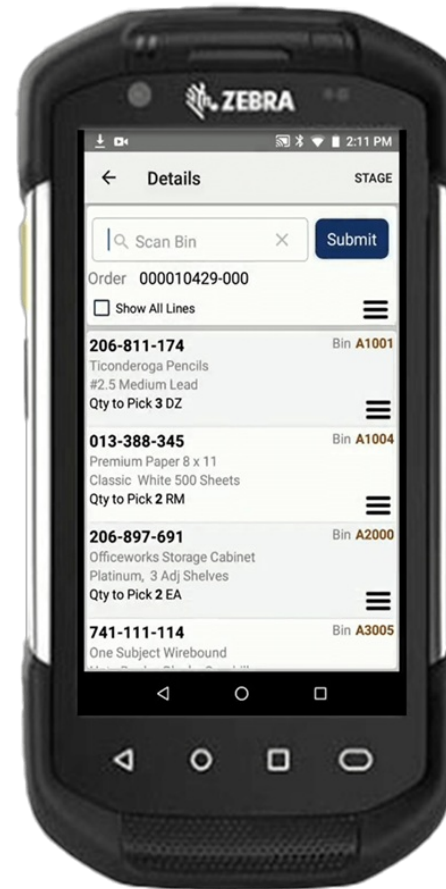 ZEBRA
2:11 PM
Details
STAGE
Scan Bin
Submit
Order 000010429-000
Show All Lines
206-811-174 Bin A1001
Ticonderoga Pencils
#2.5 Medium Lead
Qty to Pick 3 DZ
013-388-345 Bin A1004
Premium Paper 8 x 11
Classic White 500 Sheets
Qty to Pick 2 RM
206-897-691 Bin A2000
Officeworks Storage Cabinet
Platinum, 3 Adj Shelves
Qty to Pick 2 EA
741-111-114 Bin A3005
One Subject Wirebound